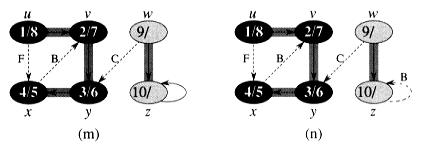 u v w u v w
1/8 2/7 9/ 1/8 2/7 9/
F B C F B C B
4/5 3/6 10/ 4/5 3/6 10/
x y z x y z
(m) (n)